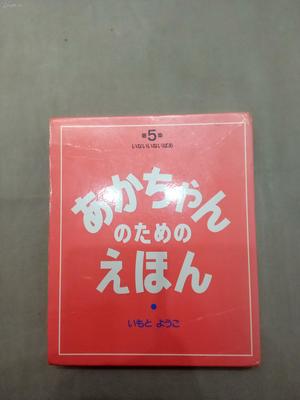 第5集
いないいないばあ
あかちゃん
のための
えほん
いもと ようこ